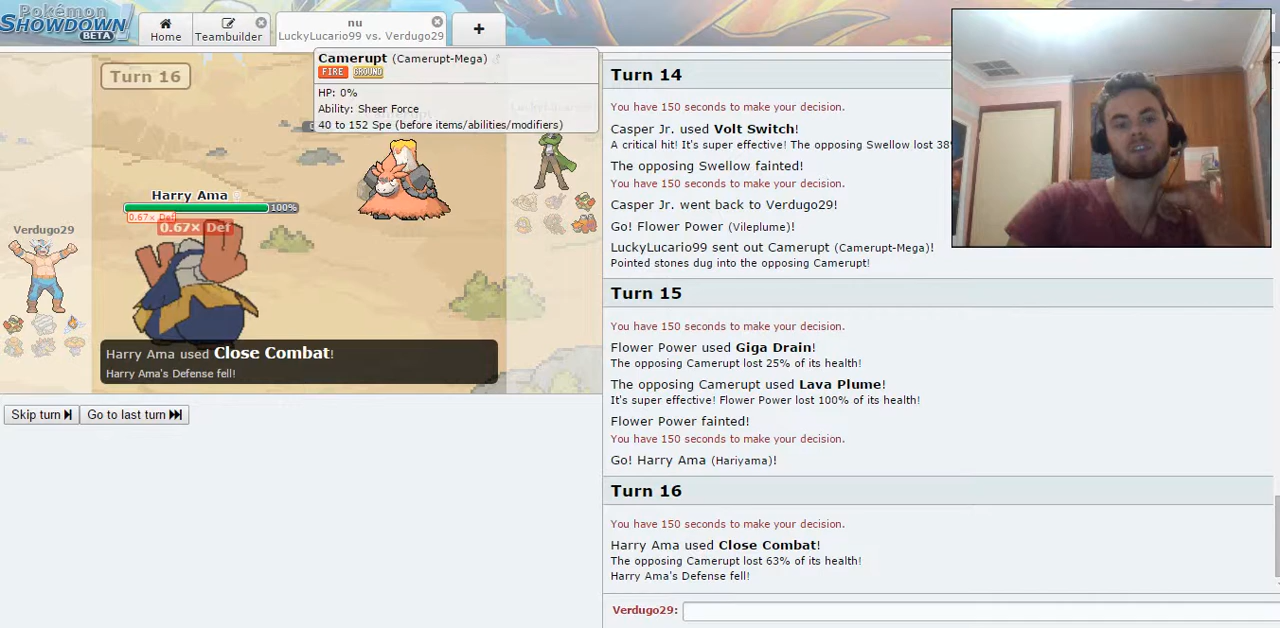 Pokémon
SHOWDOWN
BETA
Home
Teambuilder
nu
LuckyLucario99 vs. Verdugo29
+
Camerupt (Camerupt-Mega)
FIRE GROUND
HP: 0%
Ability: Sheer Force
40 to 152 Spe (before items/abilities/modifiers)
Turn 16
Harry Ama
100%
0.67× Def
0.67× Def
Verdugo29
Harry Ama used Close Combat!
Harry Ama's Defense fell!
Skip turn
Go to last turn
Turn 14
You have 150 seconds to make your decision.
Casper Jr. used Volt Switch!
A critical hit! It's super effective! The opposing Swellow lost 38
The opposing Swellow fainted!
You have 150 seconds to make your decision.
Casper Jr. went back to Verdugo29!
Go! Flower Power (Vileplume)!
LuckyLucario99 sent out Camerupt (Camerupt-Mega)!
Pointed stones dug into the opposing Camerupt!
Turn 15
You have 150 seconds to make your decision.
Flower Power used Giga Drain!
The opposing Camerupt lost 25% of its health!
The opposing Camerupt used Lava Plume!
It's super effective! Flower Power lost 100% of its health!
Flower Power fainted!
You have 150 seconds to make your decision.
Go! Harry Ama (Hariyama)!
Turn 16
You have 150 seconds to make your decision.
Harry Ama used Close Combat!
The opposing Camerupt lost 63% of its health!
Harry Ama's Defense fell!
Verdugo29: